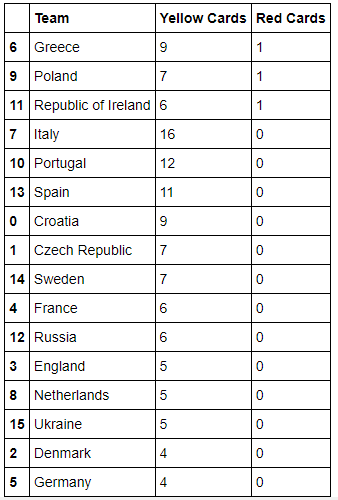 Team Yellow Cards Red Cards
6 Greece 9 1
9 Poland 7 1
11 Republic of Ireland 6 1
7 Italy 16 0
10 Portugal 12 0
13 Spain 11 0
0 Croatia 9 0
1 Czech Republic 7 0
14 Sweden 7 0
4 France 6 0
12 Russia 6 0
3 England 5 0
8 Netherlands 5 0
15 Ukraine 5 0
2 Denmark 4 0
5 Germany 4 0